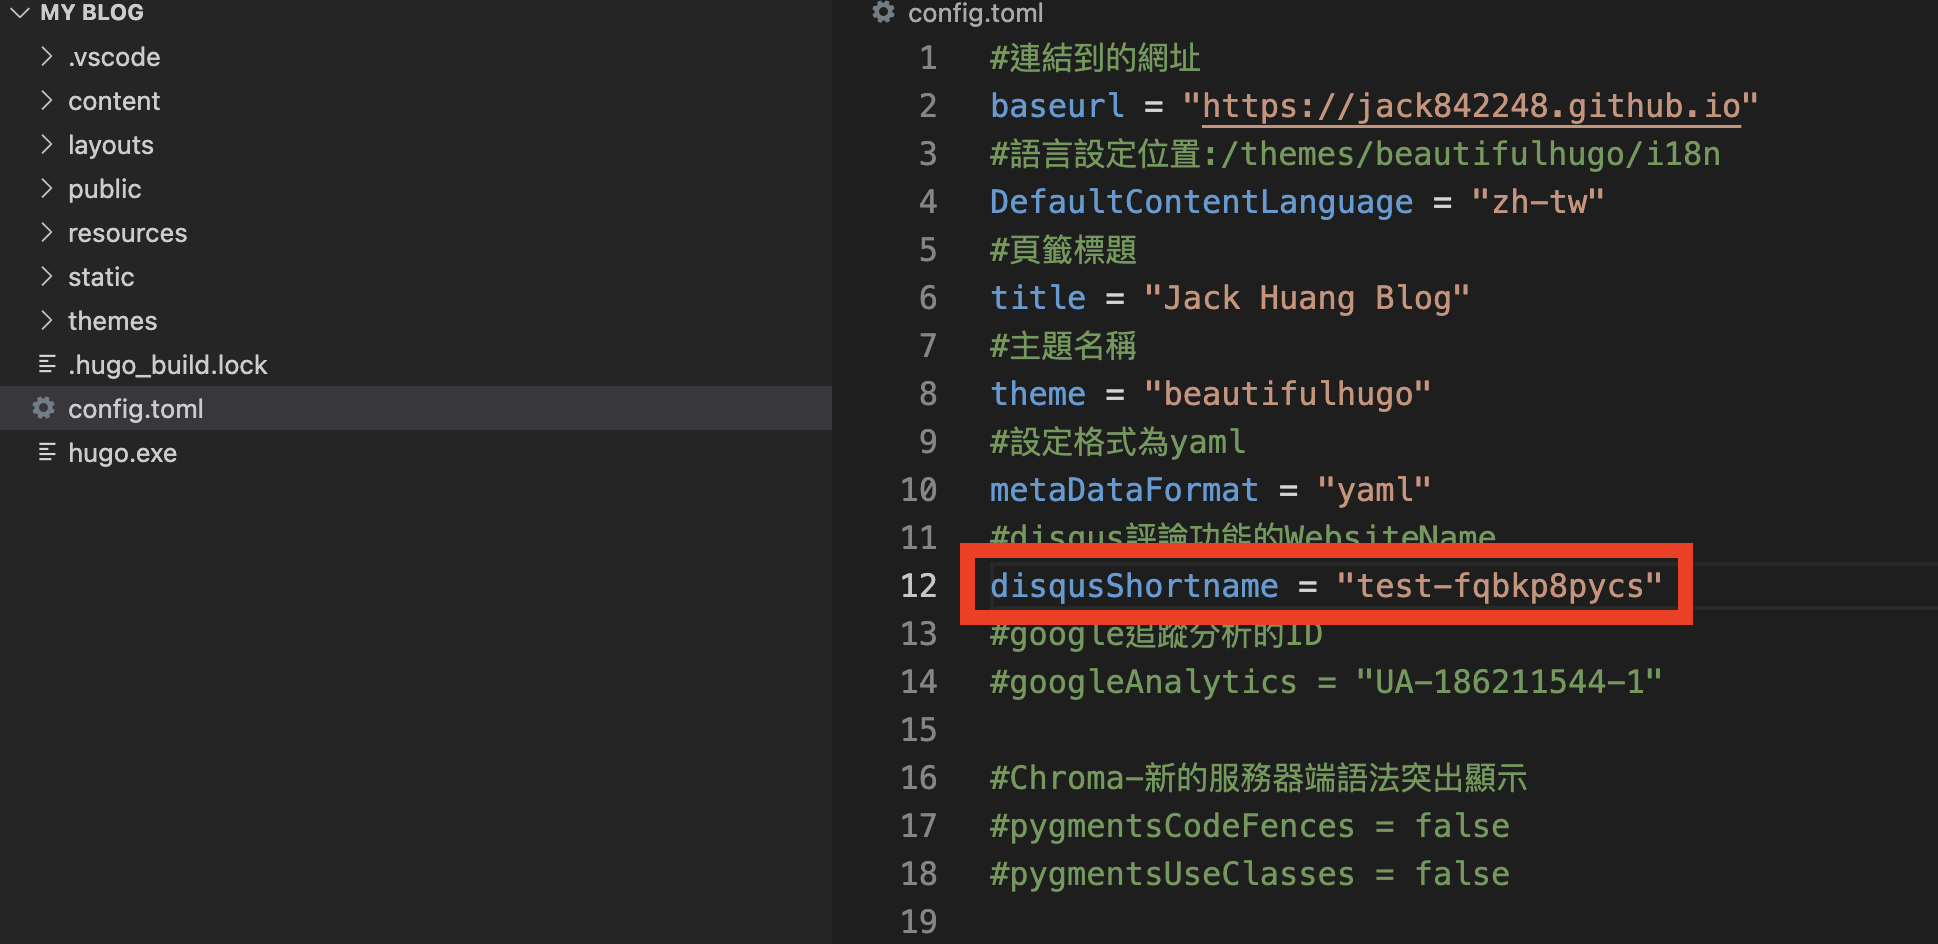 MY BLOG
.vscode
content
layouts
public
resources
static
themes
.hugo_build.lock
config.toml
hugo.exe
config.toml
1 #連結到的網址
2 baseurl = "https://jack842248.github.io"
3 #語言設定位置:/themes/beautifulhugo/i18n
4 DefaultContentLanguage = "zh-tw"
5 #頁籤標題
6 title = "Jack Huang Blog"
7 #主題名稱
8 theme = "beautifulhugo"
9 #設定格式為yaml
10 metaDataFormat = "yaml"
11 #disqus評論功能的WebsiteName
12 disqusShortname = "test-fqbkp8pycs"
13 #google追蹤分析的ID
14 #googleAnalytics = "UA-186211544-1"
15
16 #Chroma-新的服務器端語法突出顯示
17 #pygmentsCodeFences = false
18 #pygmentsUseClasses = false
19